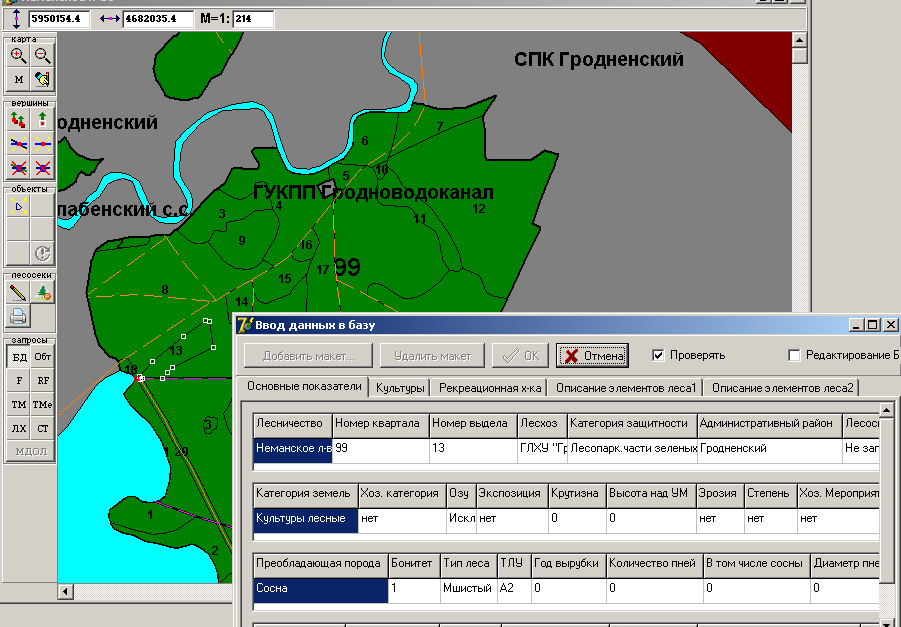 5950154.4 4682035.4 M=1: 214
карта
М
вершины
объекты
лесосеки
запросы
БД Обт
F RF
ТМ ТМе
ЛХ СТ
МДОЛ
СПК Гродненский
одненский
лабенский с.с.
ГУКПП Гродноводоканал
6
7
5
10
3
4
11
12
9
16
17
99
15
8
14
13
18
3
29
1
2
Ввод данных в базу
Добавить макет... Удалить макет OK Отмена Проверять Редактирование Б
Основные показатели Культуры Рекреационная х-ка Описание элементов леса1 Описание элементов леса2
Лесничество Номер квартала Номер выдела Лесхоз Категория защитности Административный район Лесос
Неманское л-в 99 13 ГЛХУ "Гр Лесопарк.части зеленых Гродненский Не заг
Категория земель Хоз. категория Озу Экспозиция Крутизна Высота над УМ Эрозия Степень Хоз. Мероприят
Культуры лесные нет Искл нет 0 0 нет нет нет
Преобладающая порода Бонитет Тип леса ТЛУ Год вырубки Количество пней В том числе сосны Диаметр пне
Сосна 1 Мшистый А2 0 0 0 0